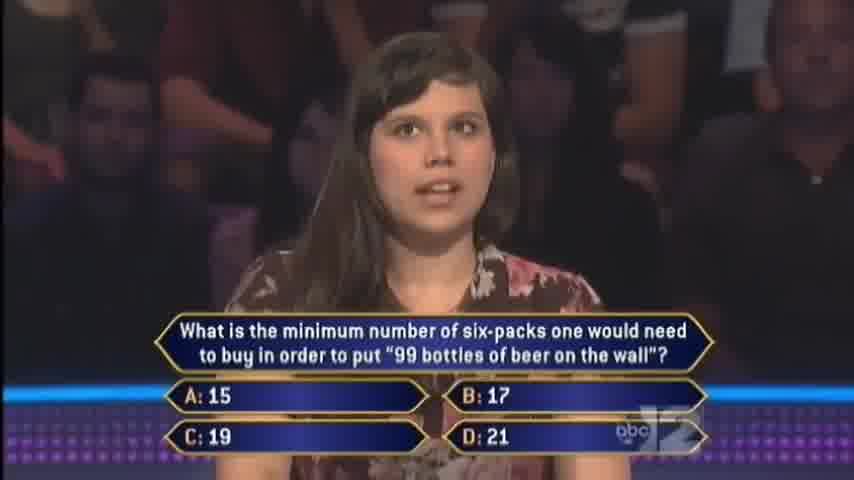 What is the minimum number of six-packs one would need
to buy in order to put "99 bottles of beer on the wall"?
A: 15
B: 17
C: 19
D: 21
abc 12